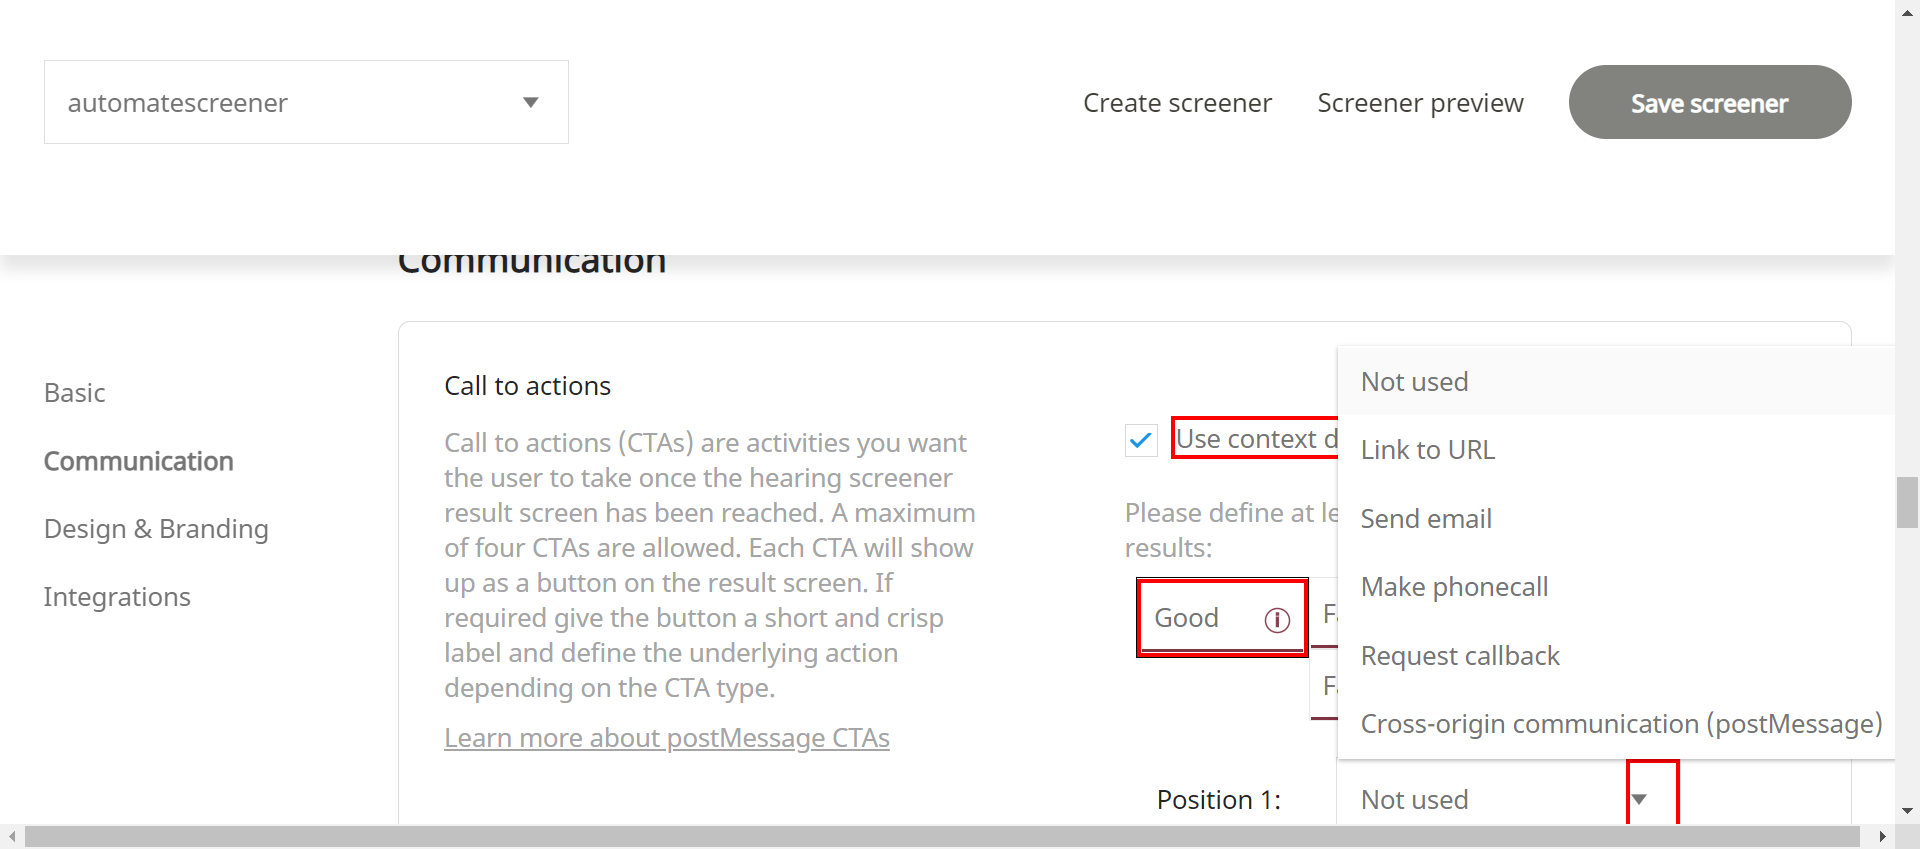 automatescreener
Create screener
Screener preview
Save screener
Communication
Basic
Communication
Design & Branding
Integrations
Call to actions
Call to actions (CTAs) are activities you want
the user to take once the hearing screener
result screen has been reached. A maximum
of four CTAs are allowed. Each CTA will show
up as a button on the result screen. If
required give the button a short and crisp
label and define the underlying action
depending on the CTA type.
Learn more about postMessage CTAs
Use context
Please define at
results:
Good
Position 1:
Not used
Link to URL
Send email
Make phonecall
Request callback
Cross-origin communication (postMessage)
Not used